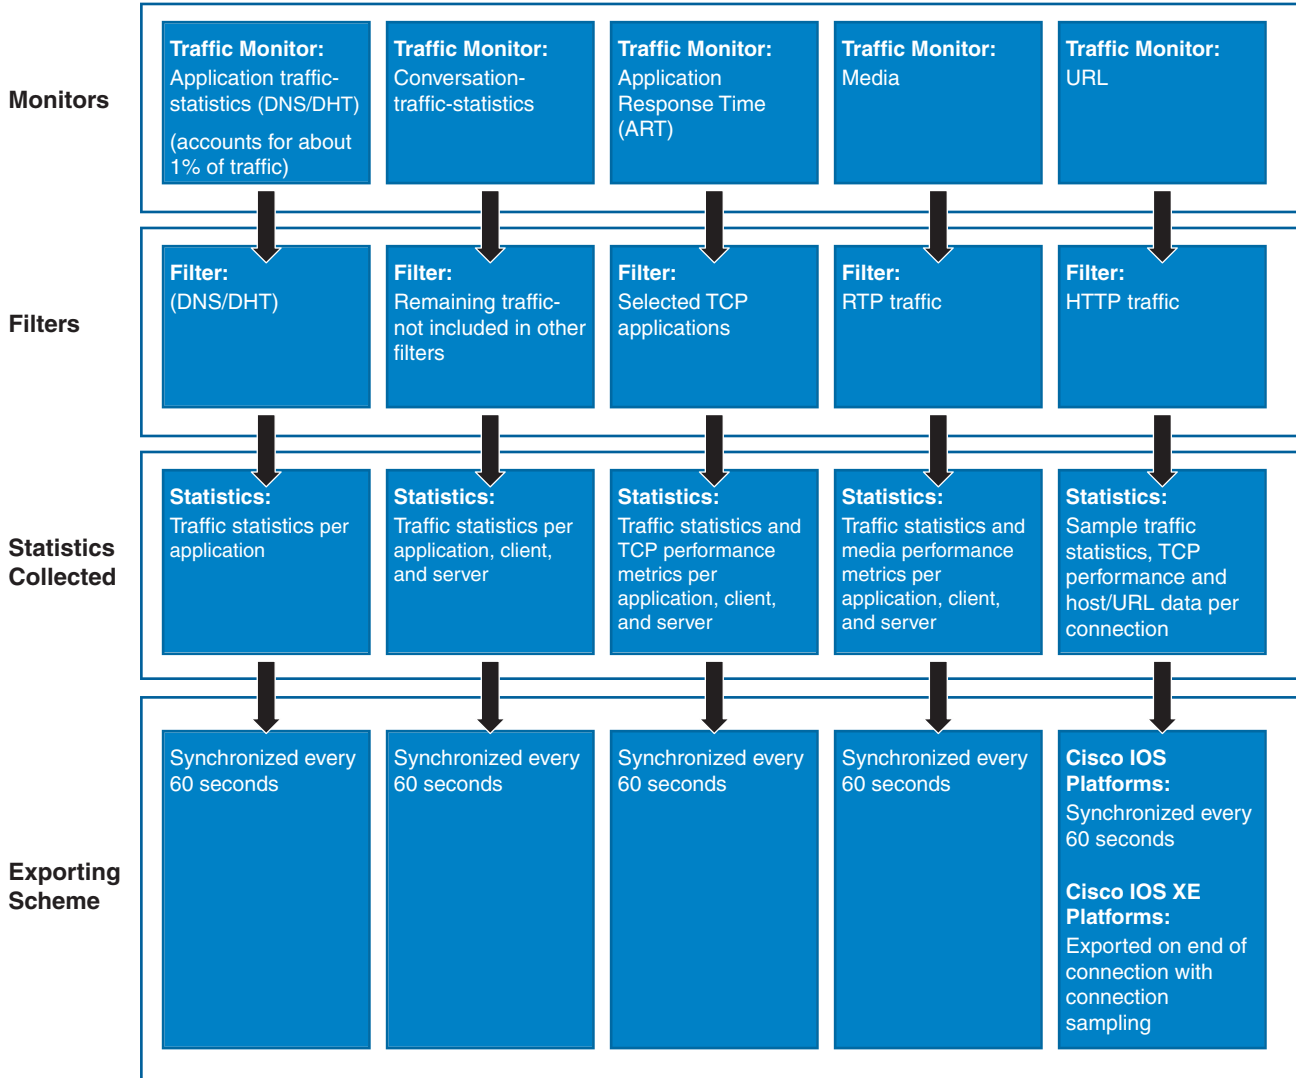 Monitors
Traffic Monitor:
Application traffic-
statistics (DNS/DHT)
(accounts for about
1% of traffic)
Traffic Monitor:
Conversation-
traffic-statistics
Traffic Monitor:
Application
Response Time
(ART)
Traffic Monitor:
Media
Traffic Monitor:
URL
Filters
Filter:
(DNS/DHT)
Filter:
Remaining traffic-
not included in other
filters
Filter:
Selected TCP
applications
Filter:
RTP traffic
Filter:
HTTP traffic
Statistics
Collected
Statistics:
Traffic statistics per
application
Statistics:
Traffic statistics per
application, client,
and server
Statistics:
Traffic statistics and
TCP performance
metrics per
application, client,
and server
Statistics:
Traffic statistics and
media performance
metrics per
application, client,
and server
Statistics:
Sample traffic
statistics, TCP
performance and
host/URL data per
connection
Exporting
Scheme
Synchronized every
60 seconds
Synchronized every
60 seconds
Synchronized every
60 seconds
Synchronized every
60 seconds
Cisco IOS
Platforms:
Synchronized every
60 seconds
Cisco IOS XE
Platforms:
Exported on end of
connection with
connection
sampling